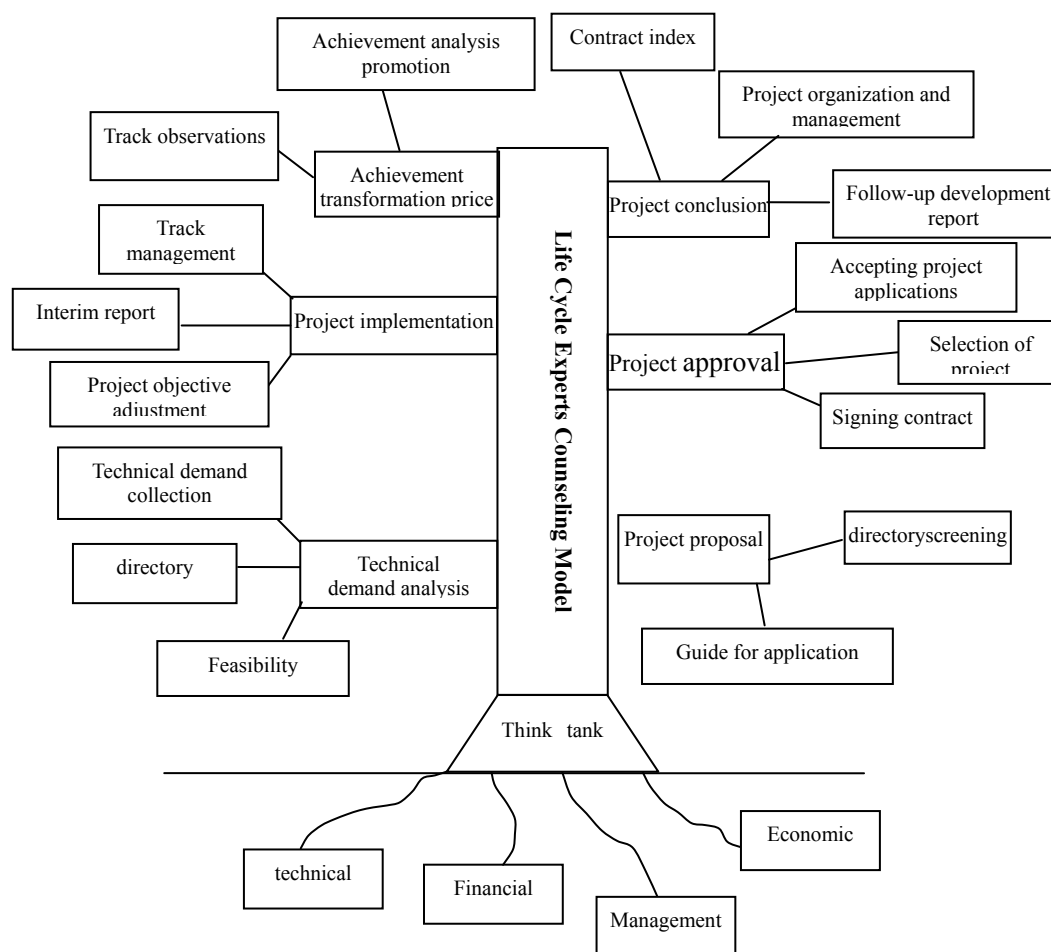 Achievement analysis
promotion
Contract index
Project organization and
management
Track observations
Achievement
transformation price
Project conclusion
Follow-up development
report
Track
management
Accepting project
applications
Interim report
Project implementation
Project approval
Selection of
project
Project objective
adjustment
Signing contract
Life Cycle Experts Counseling Model
Technical demand
collection
Project proposal
directoryscreening
directory
Technical
demand analysis
Feasibility
Guide for application
Think tank
technical
Financial
Management
Economic